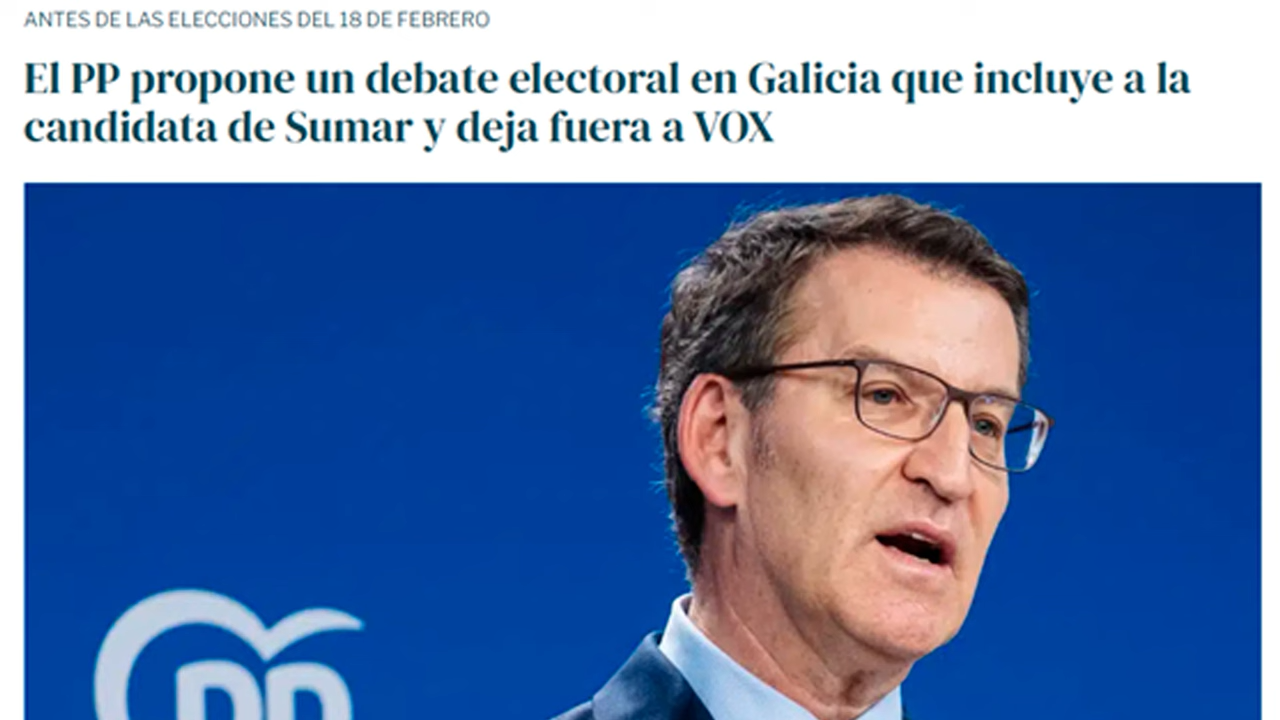 ANTES DE LAS ELECCIONES DEL 18 DE FEBRERO
El PP propone un debate electoral en Galicia que incluye a la
candidata de Sumar y deja fuera a VOX
PP